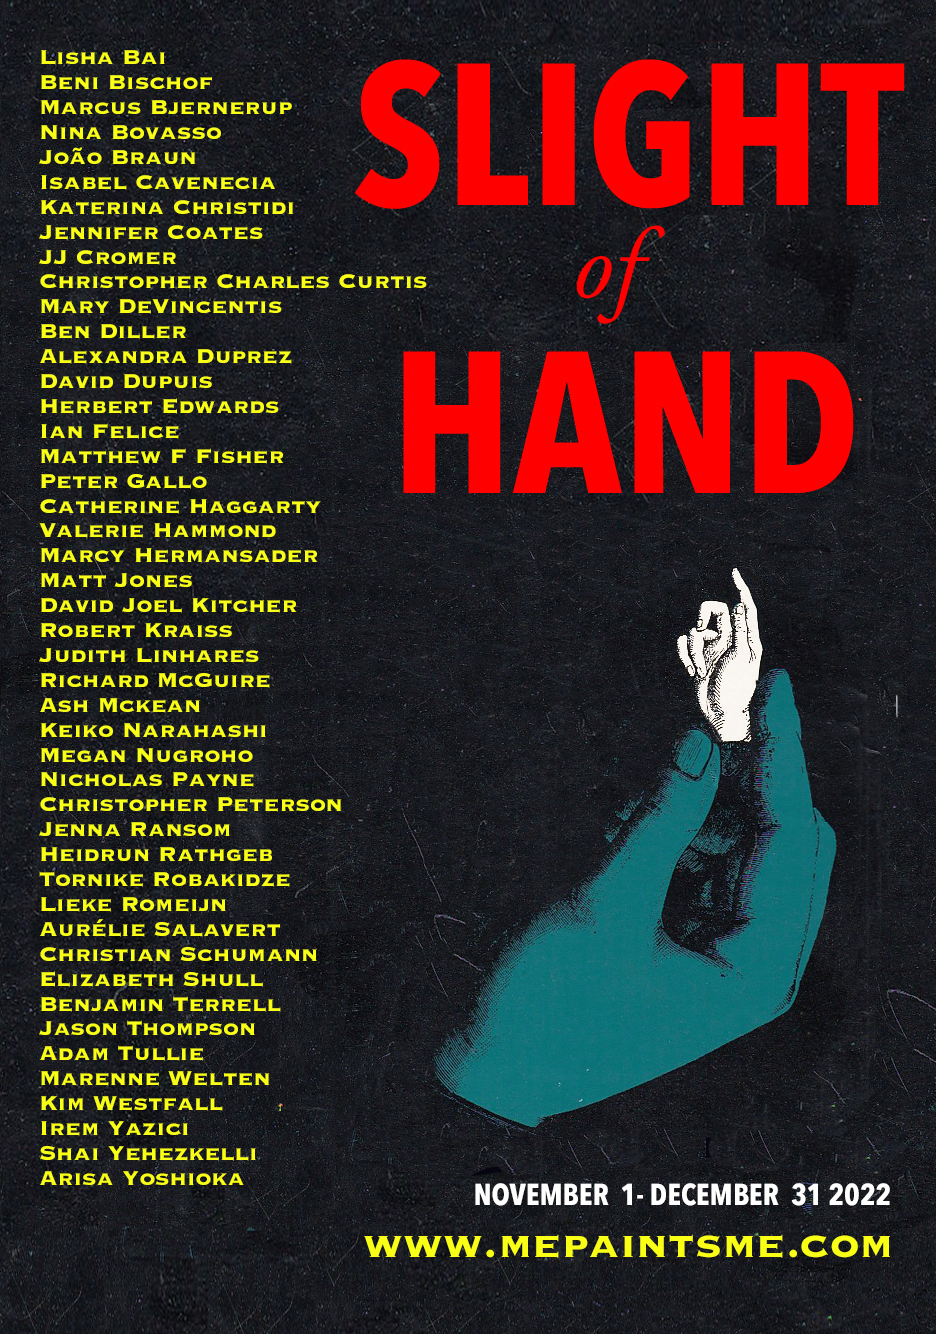 Lisha Bai
Beni Bischof
Marcus Bjernerup
Nina Bovasso
João Braun
Isabel Cavenecia
Katerina Christidi
Jennifer Coates
JJ Cromer
Christopher Charles Curtis
Mary DeVincentis
Ben Diller
Alexandra Duprez
David Dupuis
Herbert Edwards
Ian Felice
Matthew F Fisher
Peter Gallo
Catherine Haggarty
Valerie Hammond
Marcy Hermansader
Matt Jones
David Joel Kitcher
Robert Kraiss
Judith Linhares
Richard McGuire
Ash Mckean
Keiko Narahashi
Megan Nugroho
Nicholas Payne
Christopher Peterson
Jenna Ransom
Heidrun Rathgeb
Tornike Robakidze
Lieke Romeijn
Aurélie Salavert
Christian Schumann
Elizabeth Shull
Benjamin Terrell
Jason Thompson
Adam Tullie
Marenne Welten
Kim Westfall
Irem Yazici
Shai Yehezkelli
Arisa Yoshioka
SLIGHT
of
HAND
NOVEMBER 1- DECEMBER 31 2022
WWW.MEPAINTSME.COM